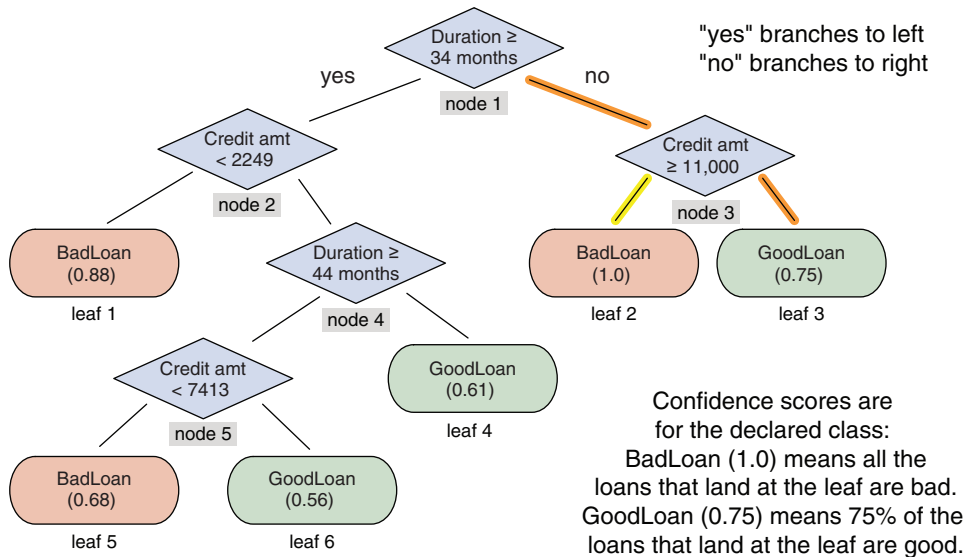 Duration ≥
34 months
"yes" branches to left
"no" branches to right
yes
no
node 1
Credit amt
< 2249
node 2
Credit amt
≥ 11,000
node 3
BadLoan
(0.88)
leaf 1
Duration ≥
44 months
node 4
BadLoan
(1.0)
leaf 2
GoodLoan
(0.75)
leaf 3
Credit amt
< 7413
node 5
GoodLoan
(0.61)
leaf 4
BadLoan
(0.68)
leaf 5
GoodLoan
(0.56)
leaf 6
Confidence scores are
for the declared class:
BadLoan (1.0) means all the
loans that land at the leaf are bad.
GoodLoan (0.75) means 75% of the
loans that land at the leaf are good.